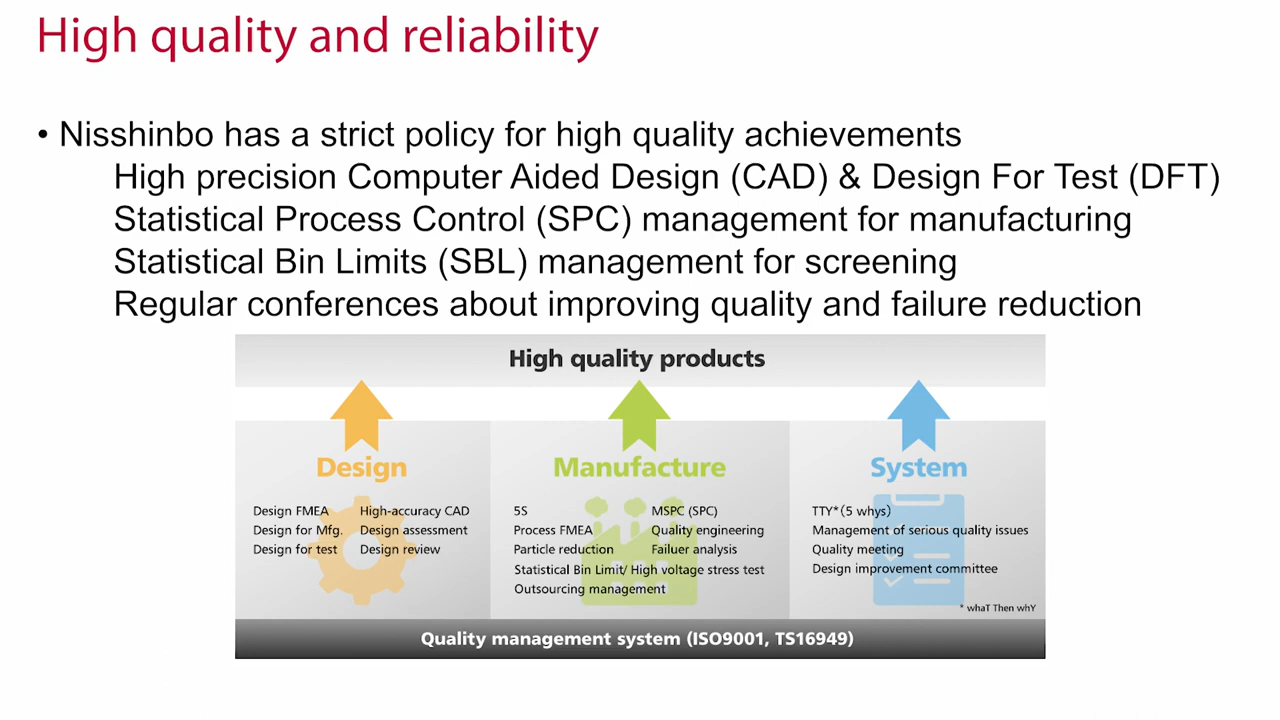 High quality and reliability
• Nisshinbo has a strict policy for high quality achievements
High precision Computer Aided Design (CAD) & Design For Test (DFT)
Statistical Process Control (SPC) management for manufacturing
Statistical Bin Limits (SBL) management for screening
Regular conferences about improving quality and failure reduction
High quality products
Design
Design FMEA High-accuracy CAD
Design for Mfg. Design assessment
Design for test Design review
Manufacture
5S MSPC (SPC)
Process FMEA Quality engineering
Particle reduction Failuer analysis
Statistical Bin Limit/ High voltage stress test
Outsourcing management
System
TTY*(5 whys)
Management of serious quality issues
Quality meeting
Design improvement committee
* whaT Then whY
Quality management system (ISO9001, TS16949)